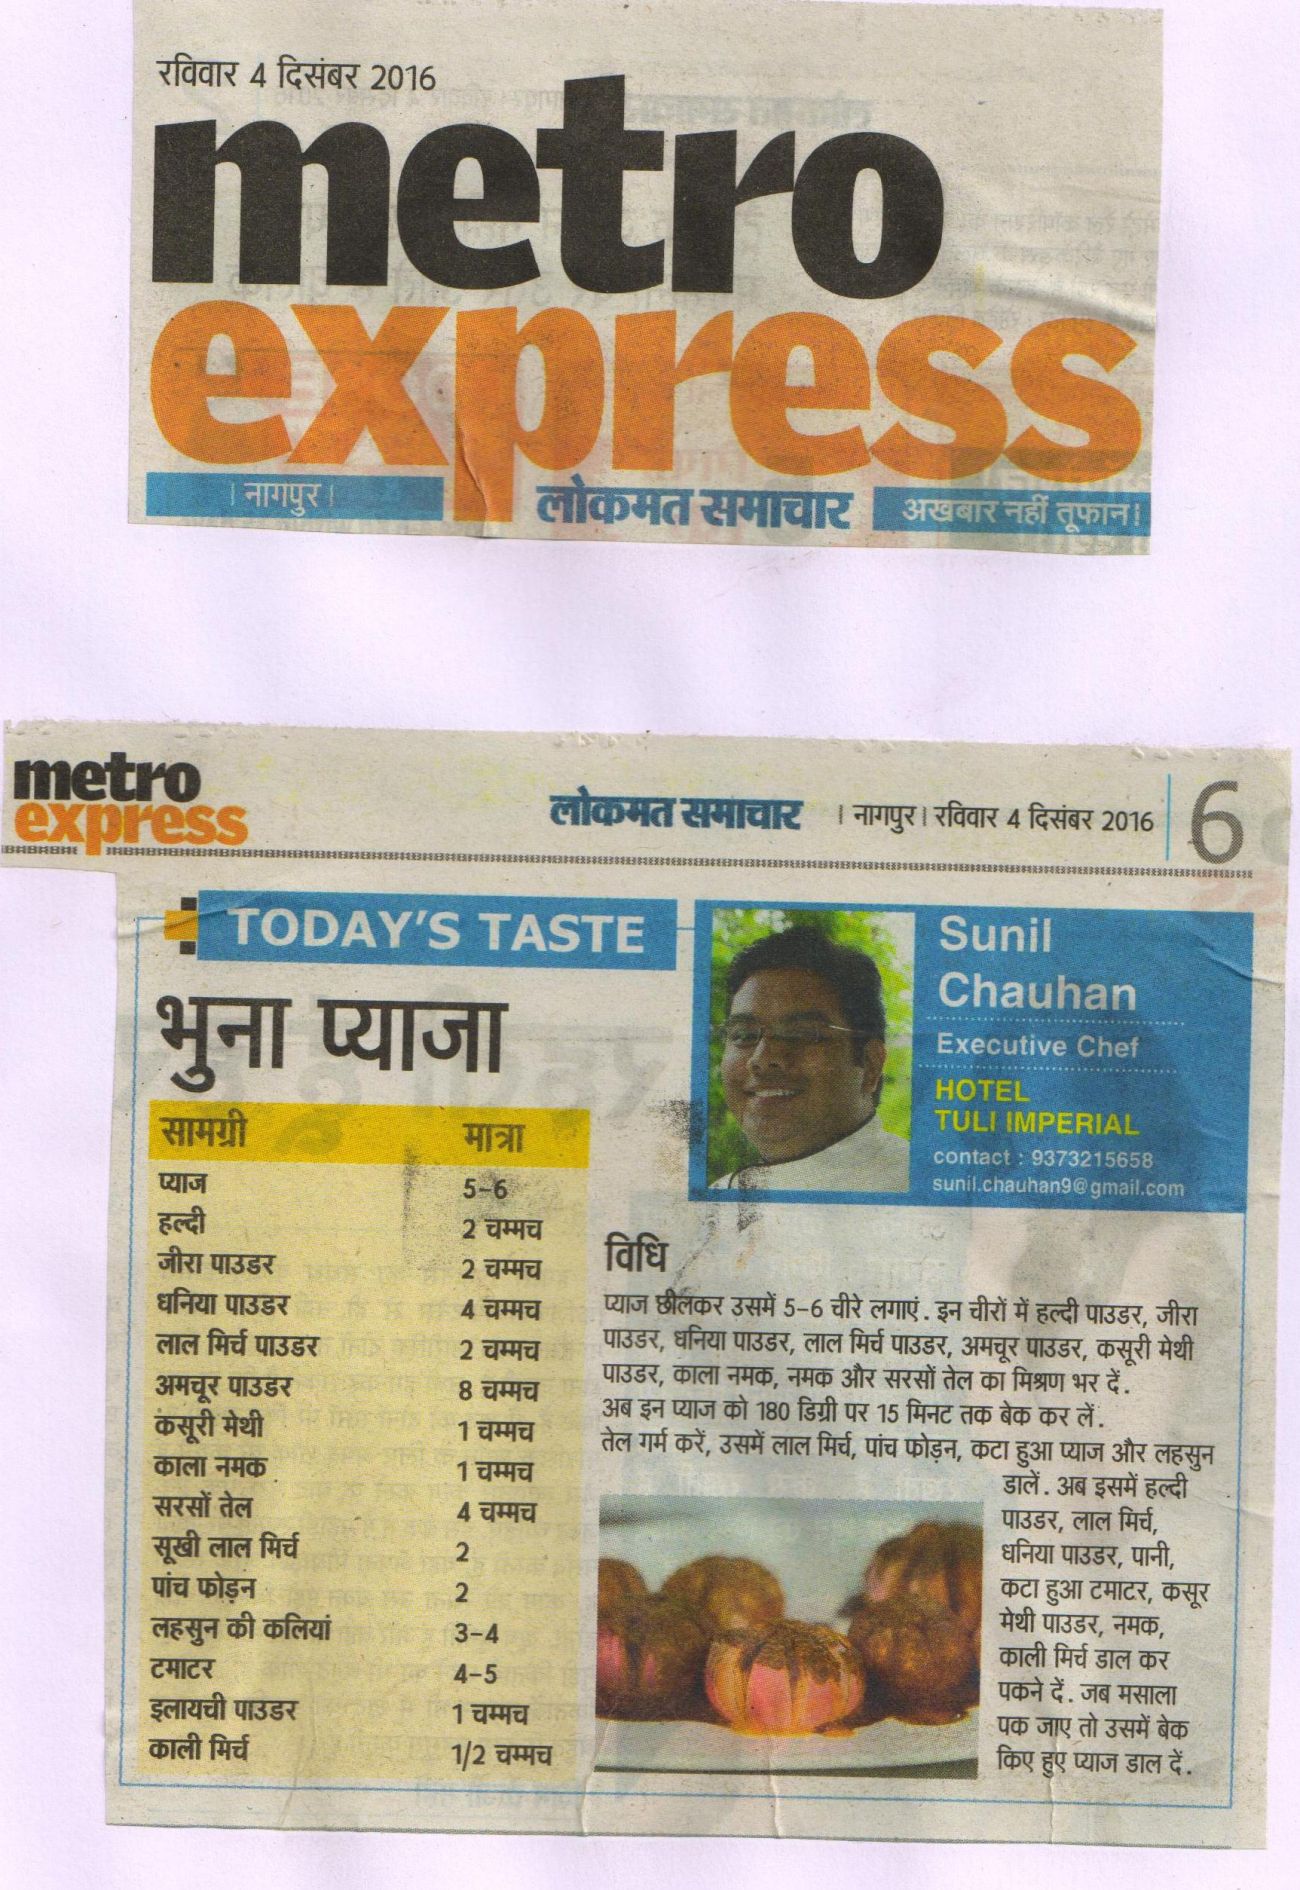 रविवार 4 दिसंबर 2016
metro
express
। नागपुर।
लोकमत समाचार
अखबार नहीं तूफान।
metro
express
लोकमत समाचार
। नागपुर। रविवार 4 दिसंबर 2016
6
TODAY'S TASTE
Sunil
Chauhan
Executive Chef
HOTEL
TULI IMPERIAL
contact : 9373215658
sunil.chauhan9@gmail.com
भुना प्याजा
सामग्री मात्रा
प्याज 5-6
हल्दी 2 चम्मच
जीरा पाउडर 2 चम्मच
धनिया पाउडर 4 चम्मच
लाल मिर्च पाउडर 2 चम्मच
अमचूर पाउडर 8 चम्मच
कंसूरी मेथी 1 चम्मच
काला नमक 1 चम्मच
सरसों तेल 4 चम्मच
सूखी लाल मिर्च 2
पांच फोड़न 2
लहसुन की कलियां 3-4
टमाटर 4-5
इलायची पाउडर 1 चम्मच
काली मिर्च 1/2 चम्मच
विधि
प्याज छीलकर उसमें 5-6 चीरे लगाएं. इन चीरों में हल्दी पाउडर, जीरा
पाउडर, धनिया पाउडर, लाल मिर्च पाउडर, अमचूर पाउडर, कसूरी मेथी
पाउडर, काला नमक, नमक और सरसों तेल का मिश्रण भर दें.
अब इन प्याज को 180 डिग्री पर 15 मिनट तक बेक कर लें.
तेल गर्म करें, उसमें लाल मिर्च, पांच फोड़न, कटा हुआ प्याज और लहसुन
डालें. अब इसमें हल्दी
पाउडर, लाल मिर्च,
धनिया पाउडर, पानी,
कटा हुआ टमाटर, कसूर
मेथी पाउडर, नमक,
काली मिर्च डाल कर
पकने दें. जब मसाला
पक जाए तो उसमें बेक
किए हुए प्याज डाल दें.